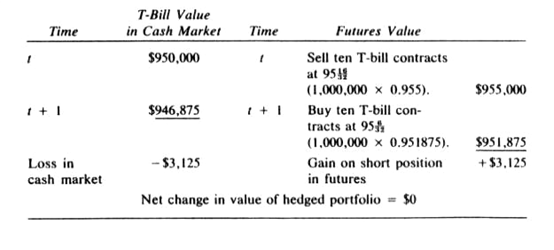 T-Bill Value
Time in Cash Market Time Futures Value
t $950,000 t Sell ten T-bill contracts
at 95 16/32
(1,000,000 × 0.955). $955,000
t + 1 $946,875 t + 1 Buy ten T-bill con-
tracts at 95 6/32
(1,000,000 × 0.951875). $951,875
Loss in - $3,125 Gain on short position + $3,125
cash market in futures
Net change in value of hedged portfolio = $0